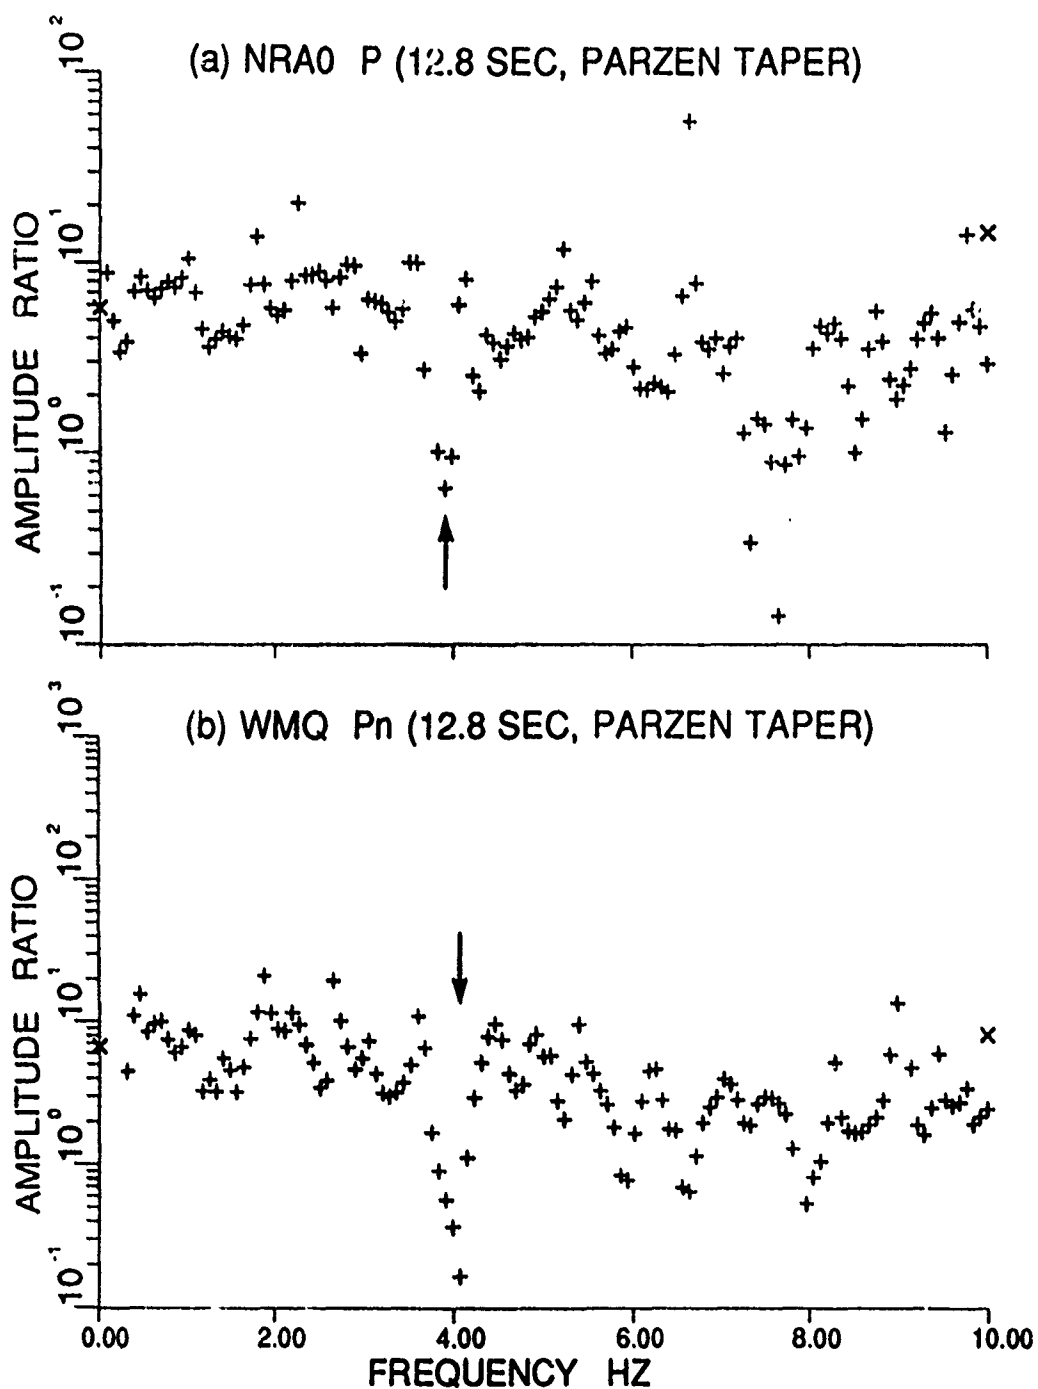 (a) NRA0 P (12.8 SEC, PARZEN TAPER)
AMPLITUDE RATIO
10^2
10^1
10^0
10^-1
(b) WMQ Pn (12.8 SEC, PARZEN TAPER)
AMPLITUDE RATIO
10^3
10^2
10^1
10^0
10^-1
0.00 2.00 4.00 6.00 8.00 10.00
FREQUENCY HZ